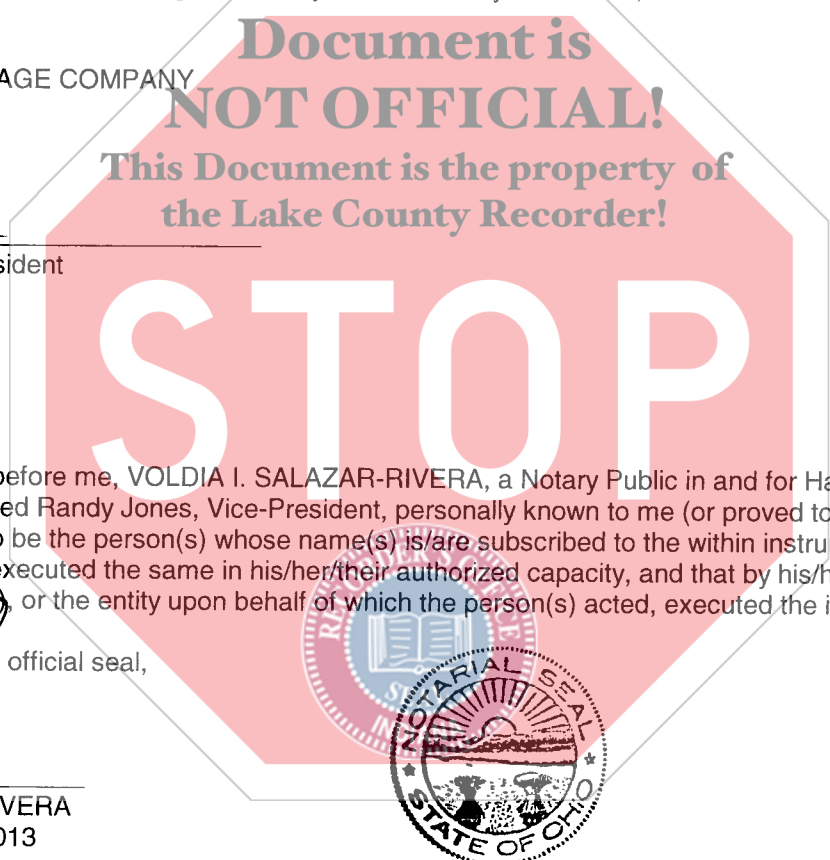 Document is
AGE COMPANY
NOT OFFICIAL!
This Document is the property of
the Lake County Recorder!
sident
STOP
before me, VOLDIA I. SALAZAR-RIVERA, a Notary Public in and for Ha
ed Randy Jones, Vice-President, personally known to me (or proved to
o be the person(s) whose name(s) is/are subscribed to the within instru
executed the same in his/her/their authorized capacity, and that by his/h
, or the entity upon behalf of which the person(s) acted, executed the i
official seal,
RECORDER'S OFFICE
SEAL
INDIANA
NOTARIAL SEAL
STATE OF OHIO
VERA
013